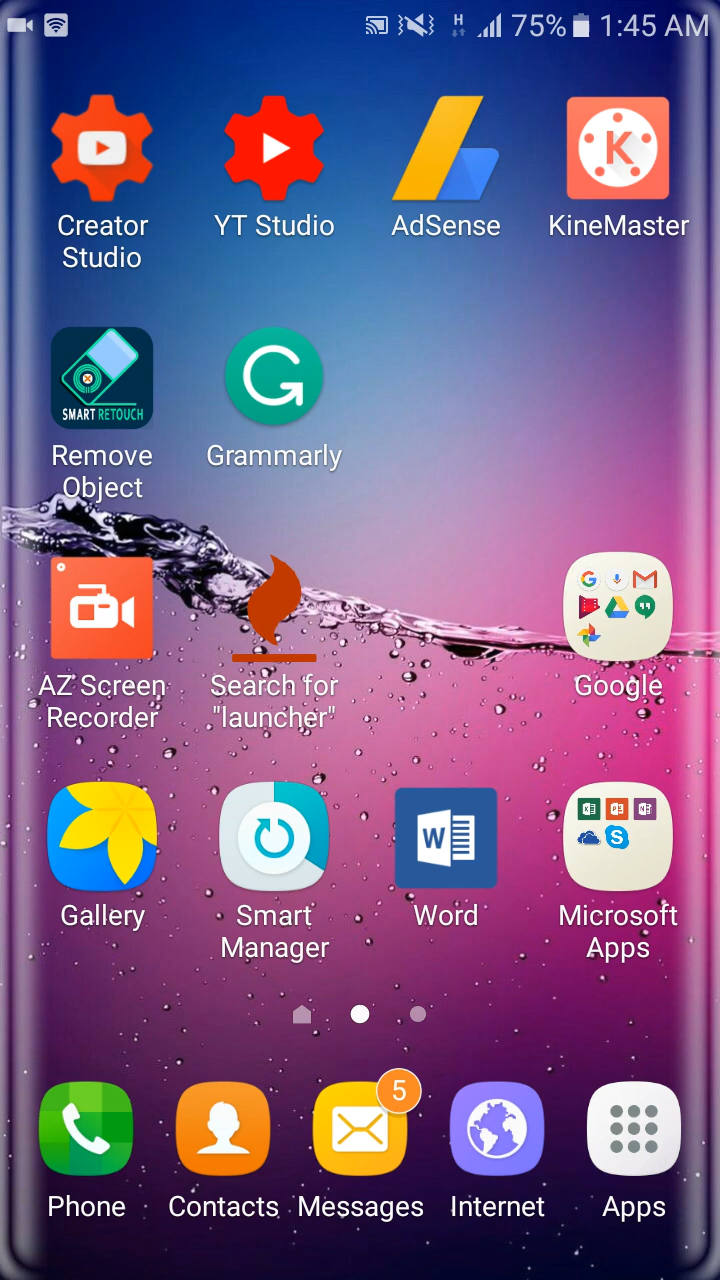 H 75% 1:45 AM
Creator Studio
YT Studio
AdSense
K
KineMaster
SMART RETOUCH
Remove Object
G
Grammarly
AZ Screen Recorder
Search for "launcher"
G M
Google
Gallery
Smart Manager
W
Word
X P N
S
Microsoft Apps
5
Phone
Contacts
Messages
Internet
Apps